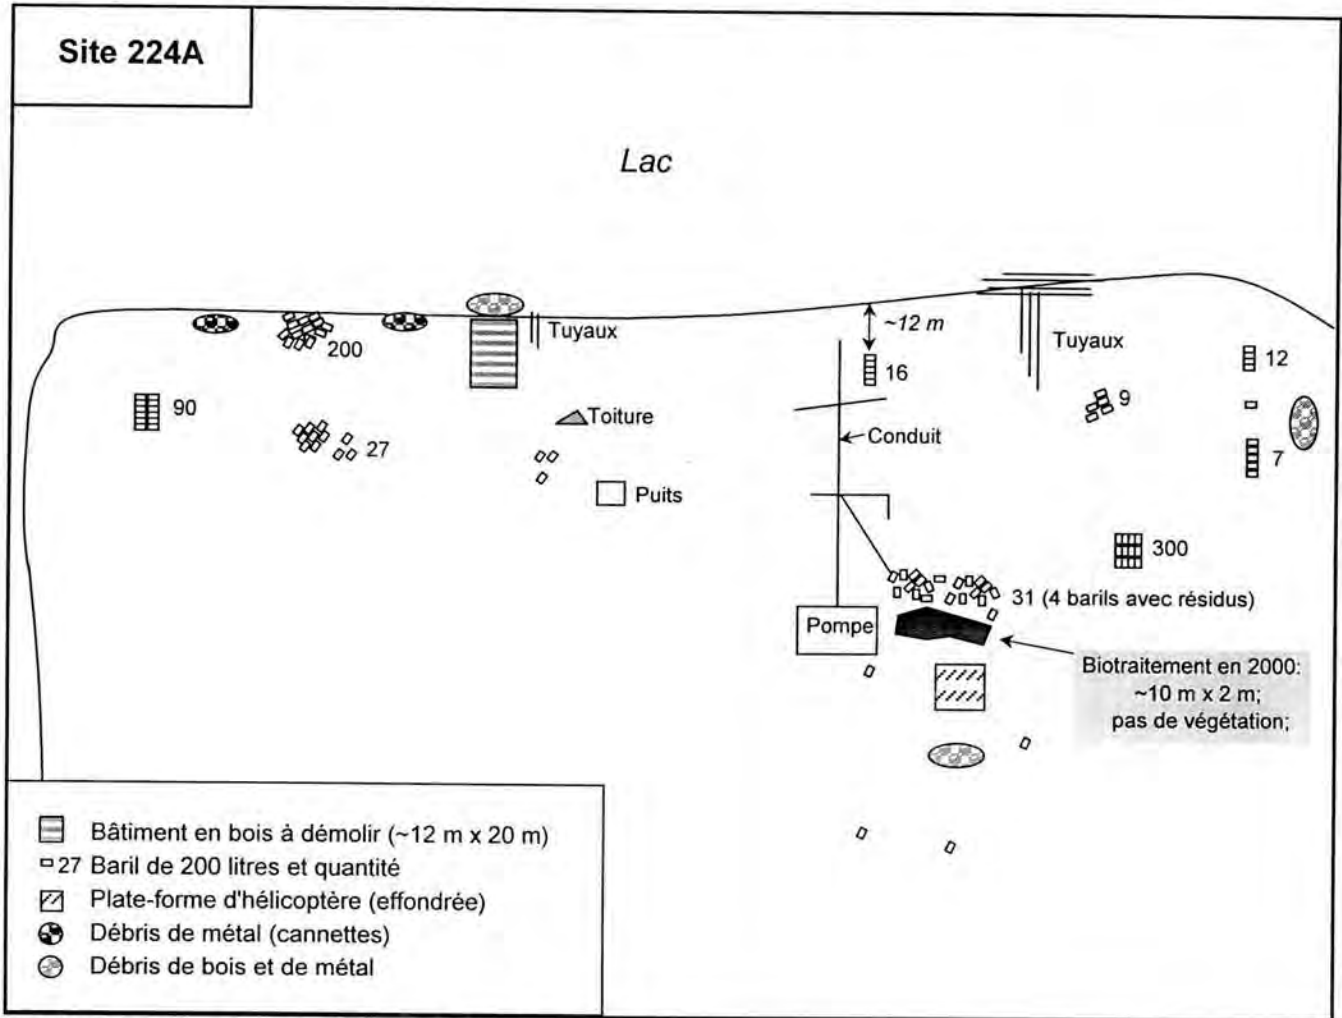 Site 224A
Lac
~12 m
Tuyaux
Tuyaux
200
16
12
90
9
Toiture
27
Conduit
7
Puits
300
31 (4 barils avec résidus)
Pompe
Biotraitement en 2000:
~10 m x 2 m;
pas de végétation;
Bâtiment en bois à démolir (~12 m x 20 m)
27 Baril de 200 litres et quantité
Plate-forme d'hélicoptère (effondrée)
Débris de métal (cannettes)
Débris de bois et de métal